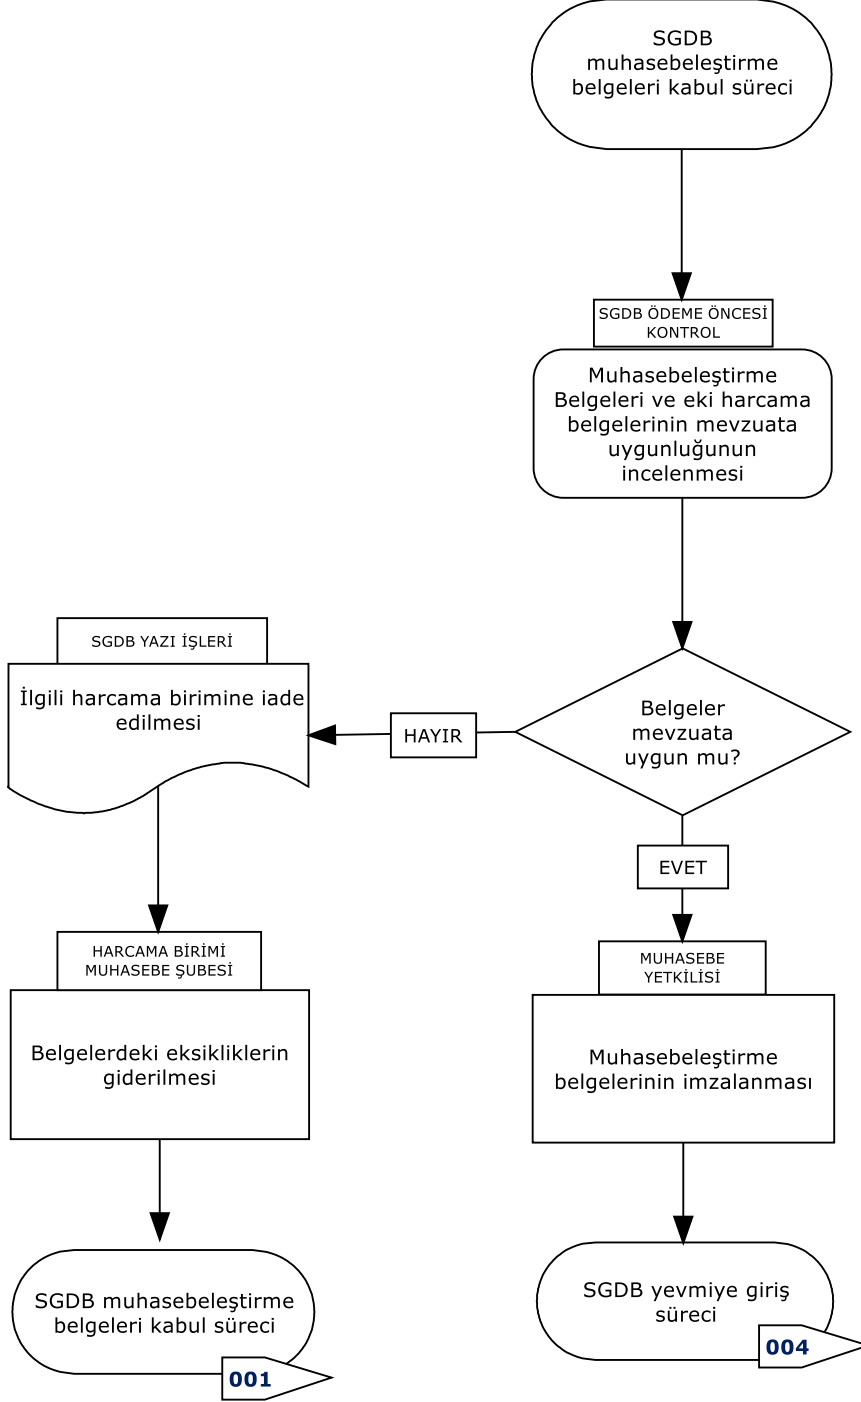 SGDB
muhasebeleştirme
belgeleri kabul süreci
SGDB ÖDEME ÖNCESİ
KONTROL
Muhasebeleştirme
Belgeleri ve eki harcama
belgelerinin mevzuata
uygunluğunun
incelenmesi
Belgeler
mevzuata
uygun mu?
HAYIR
SGDB YAZI İŞLERİ
İlgili harcama birimine iade
edilmesi
HARCAMA BİRİMİ
MUHASEBE ŞUBESİ
Belgelerdeki eksikliklerin
giderilmesi
SGDB muhasebeleştirme
belgeleri kabul süreci
001
EVET
MUHASEBE
YETKİLİSİ
Muhasebeleştirme
belgelerinin imzalanması
SGDB yevmiye giriş
süreci
004